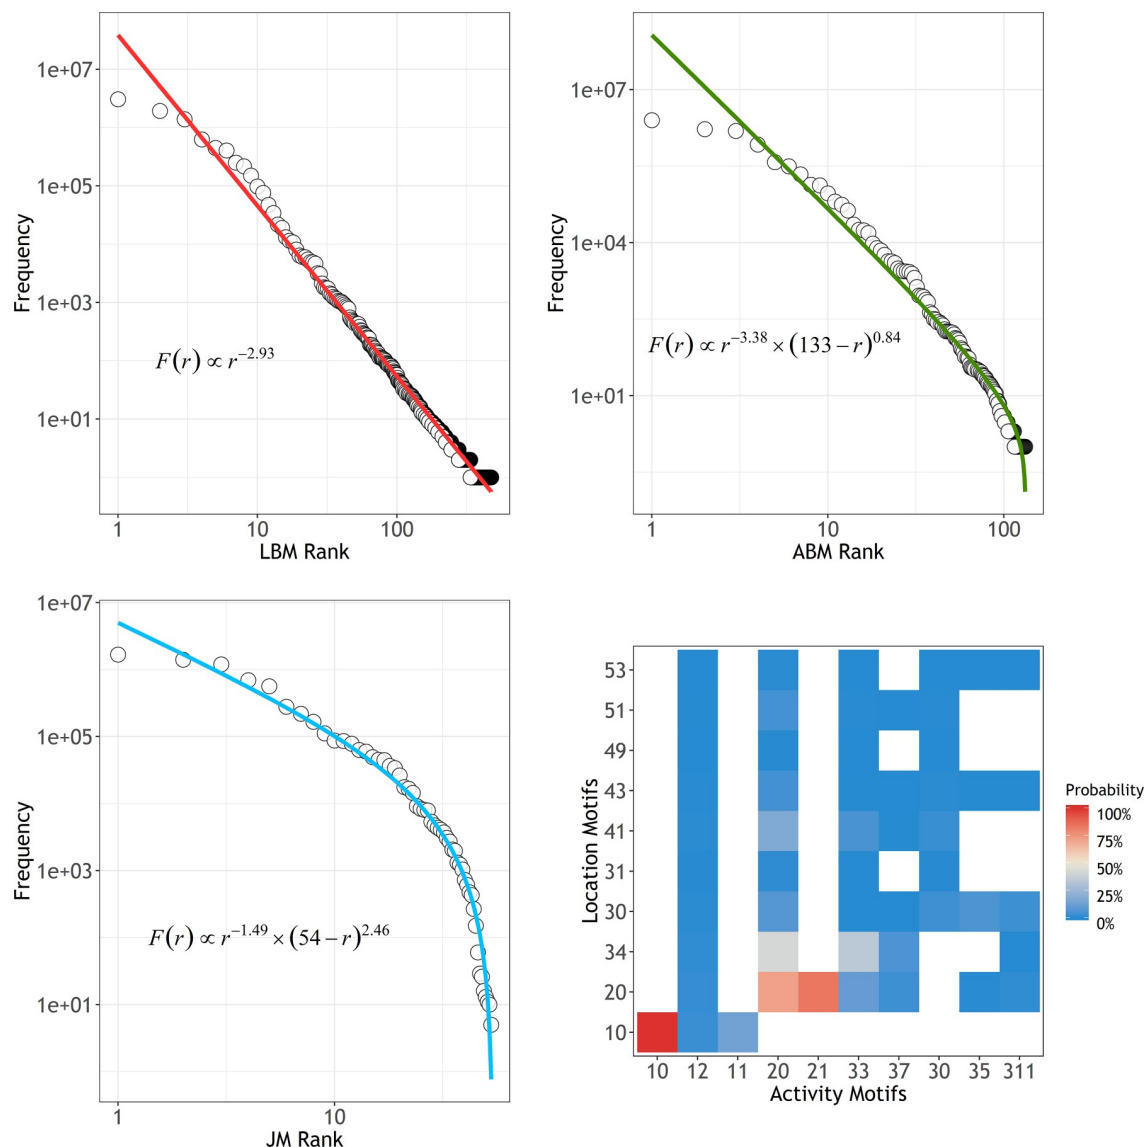 1e+07
1e+05
1e+03
1e+01
Frequency
F(r) ∝ r^−2.93
1 10 100
LBM Rank
1e+07
1e+04
1e+01
Frequency
F(r) ∝ r^−3.38 × (133 − r)^0.84
1 10 100
ABM Rank
1e+07
1e+05
1e+03
1e+01
Frequency
F(r) ∝ r^−1.49 × (54 − r)^2.46
1 10
JM Rank
53
51
49
43
41
31
30
34
20
10
Location Motifs
10 12 11 20 21 33 37 30 35 311
Activity Motifs
Probability
100%
75%
50%
25%
0%